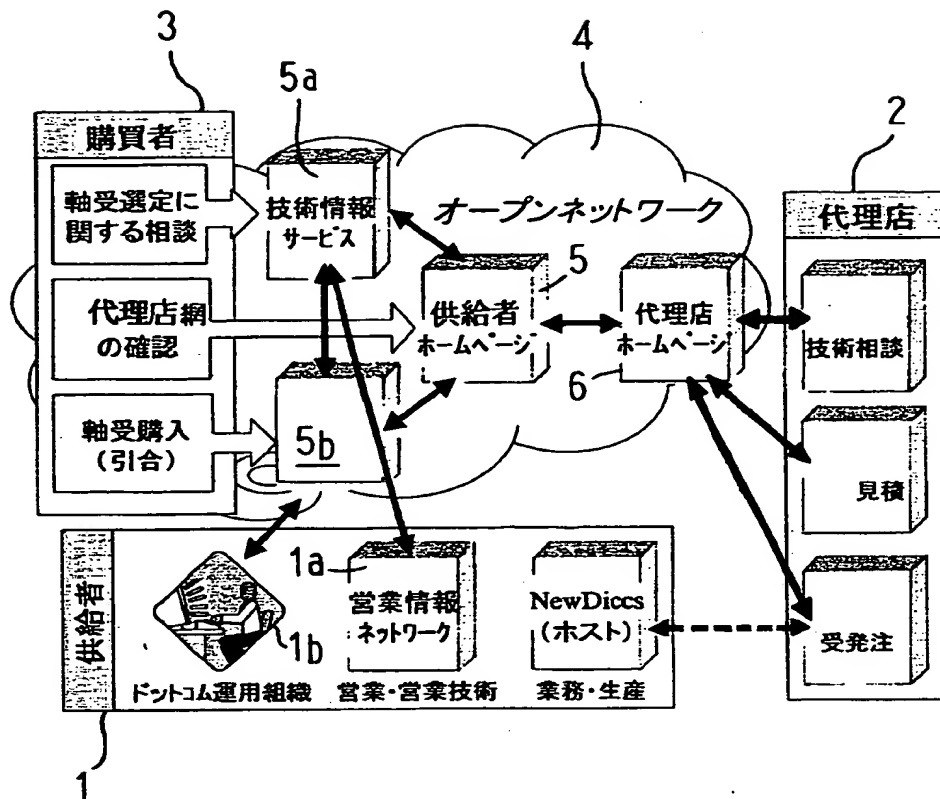 3
5a
4
2
購買者
軸受選定に
関する相談
代理店網
の確認
軸受購入
(引合)
技術情報
サービス
オープンネットワーク
5
供給者
ホームページ
代理店
ホームページ
6
5b
代理店
技術相談
見積
受発注
供給者
1a
1b
営業情報
ネットワーク
NewDiccs
(ホスト)
ドットコム運用組織
営業・営業技術
業務・生産
1